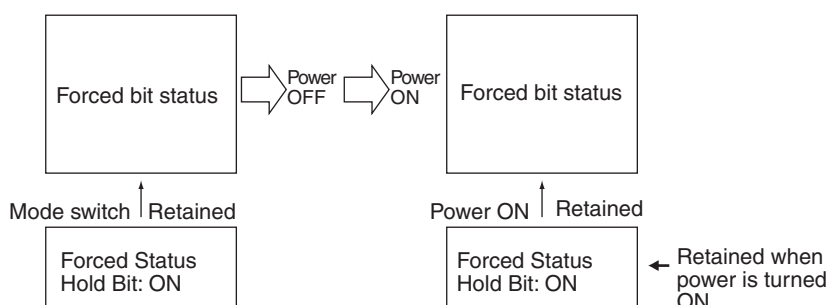 Forced bit status
Power
OFF
Power
ON
Forced bit status
Mode switch
Retained
Power ON
Retained
Forced Status
Hold Bit: ON
Forced Status
Hold Bit: ON
Retained when
power is turned
ON